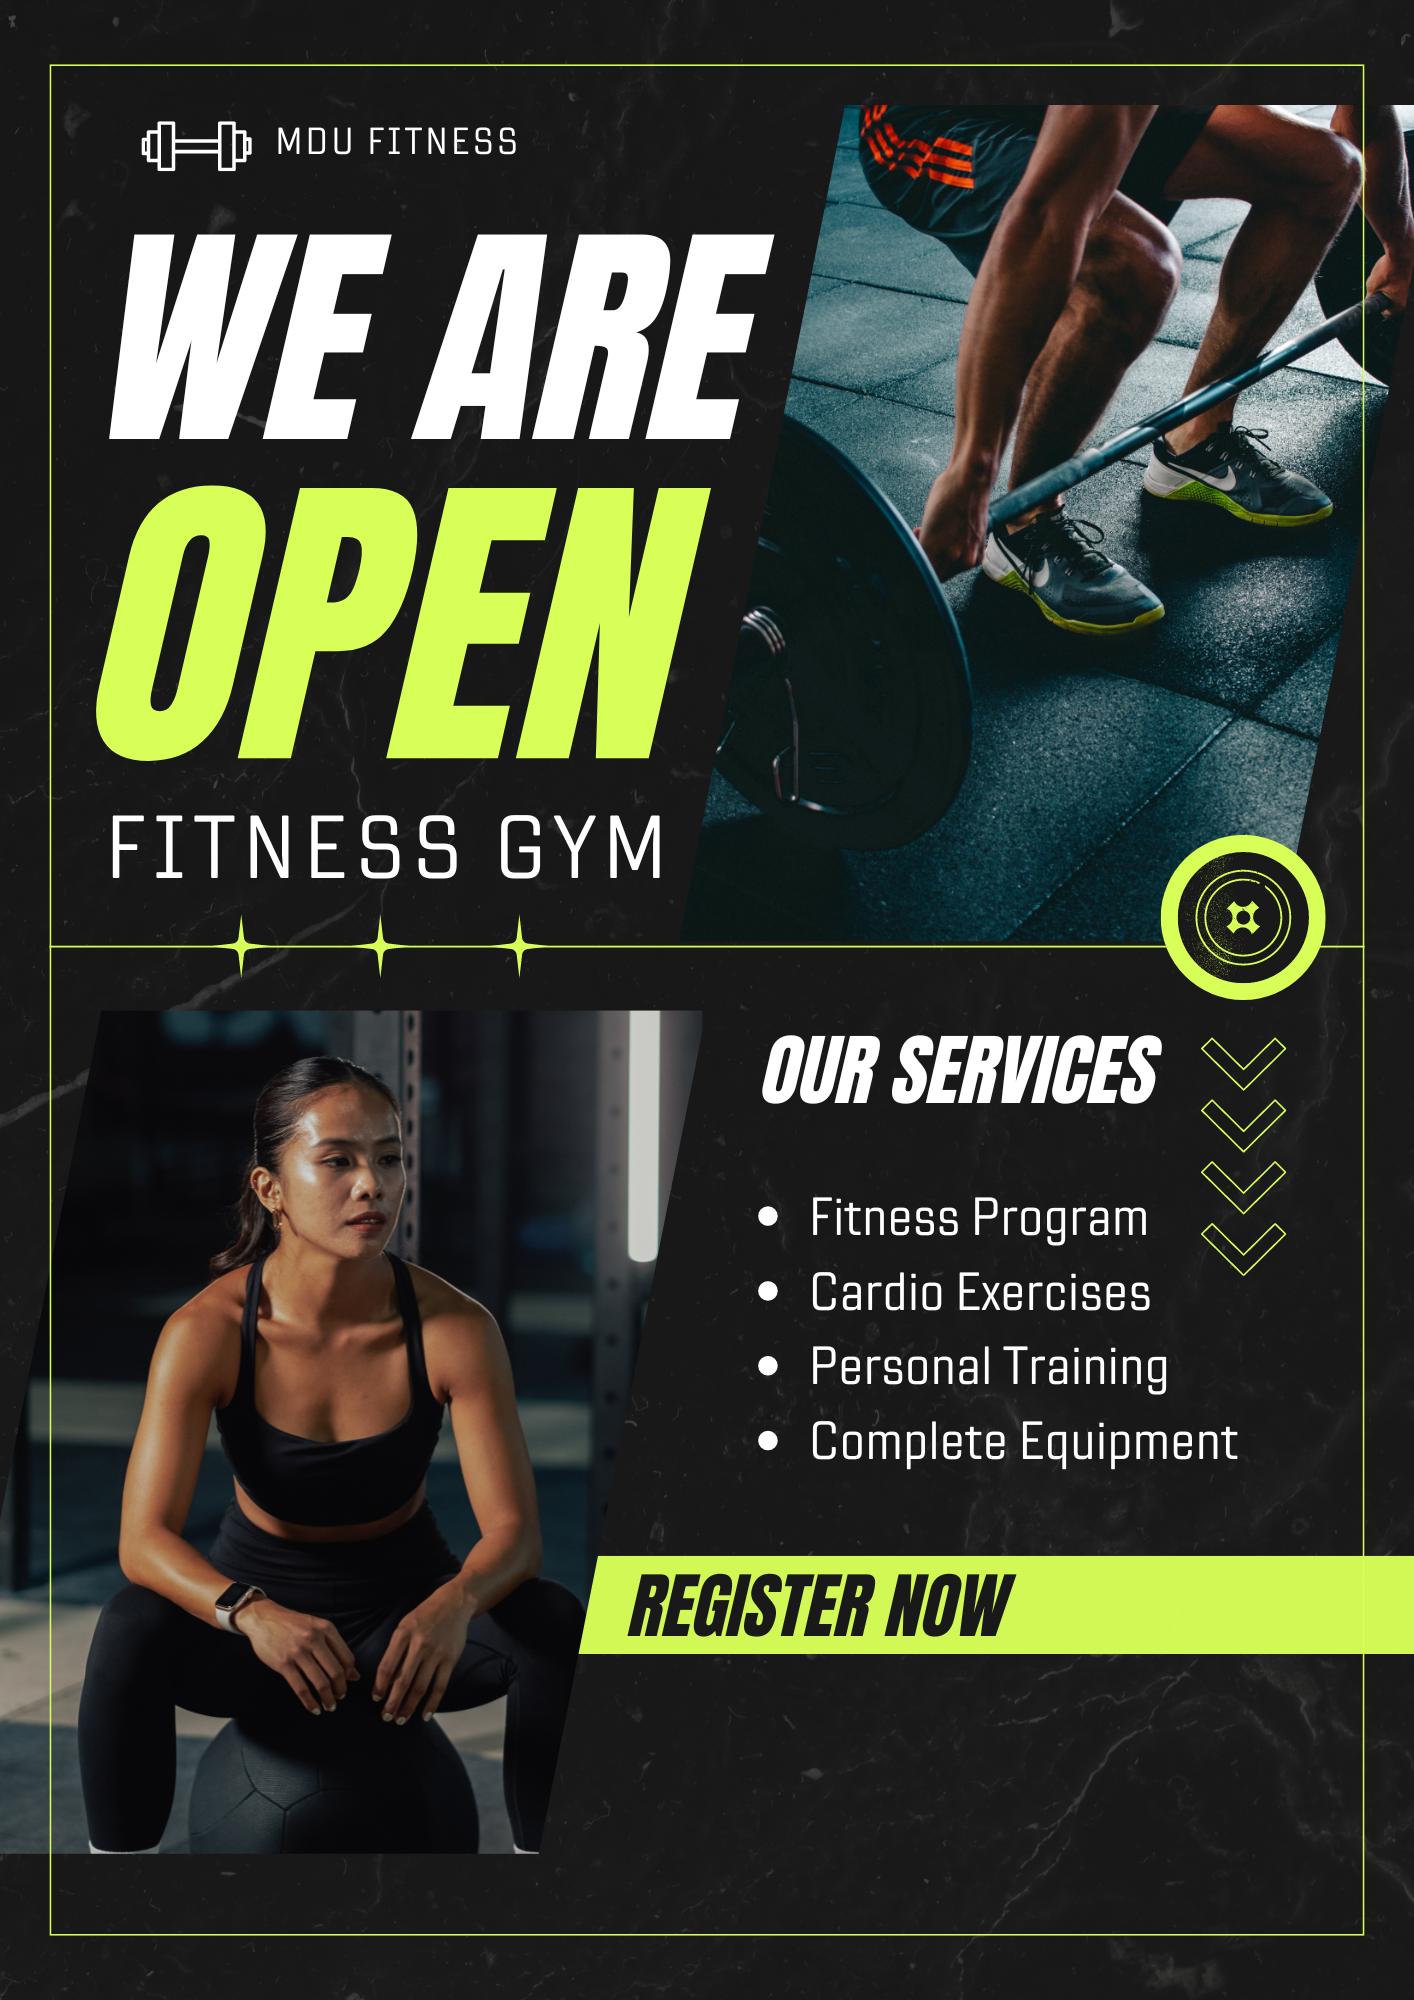 MDU FITNESS
WE ARE
OPEN
FITNESS GYM
OUR SERVICES
• Fitness Program
• Cardio Exercises
• Personal Training
• Complete Equipment
REGISTER NOW